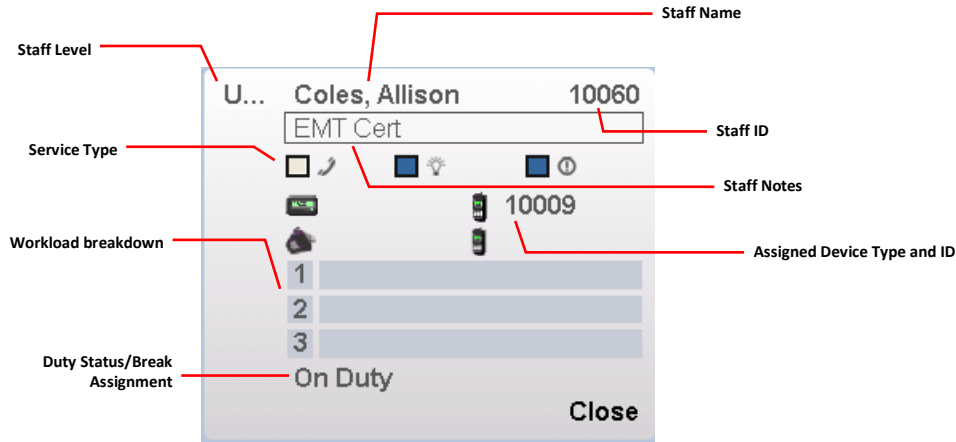 Staff Name
Staff Level
U... Coles, Allison 10060
EMT Cert
Staff ID
Service Type
Staff Notes
10009
Workload breakdown
Assigned Device Type and ID
1
2
3
Duty Status/Break
Assignment
On Duty
Close